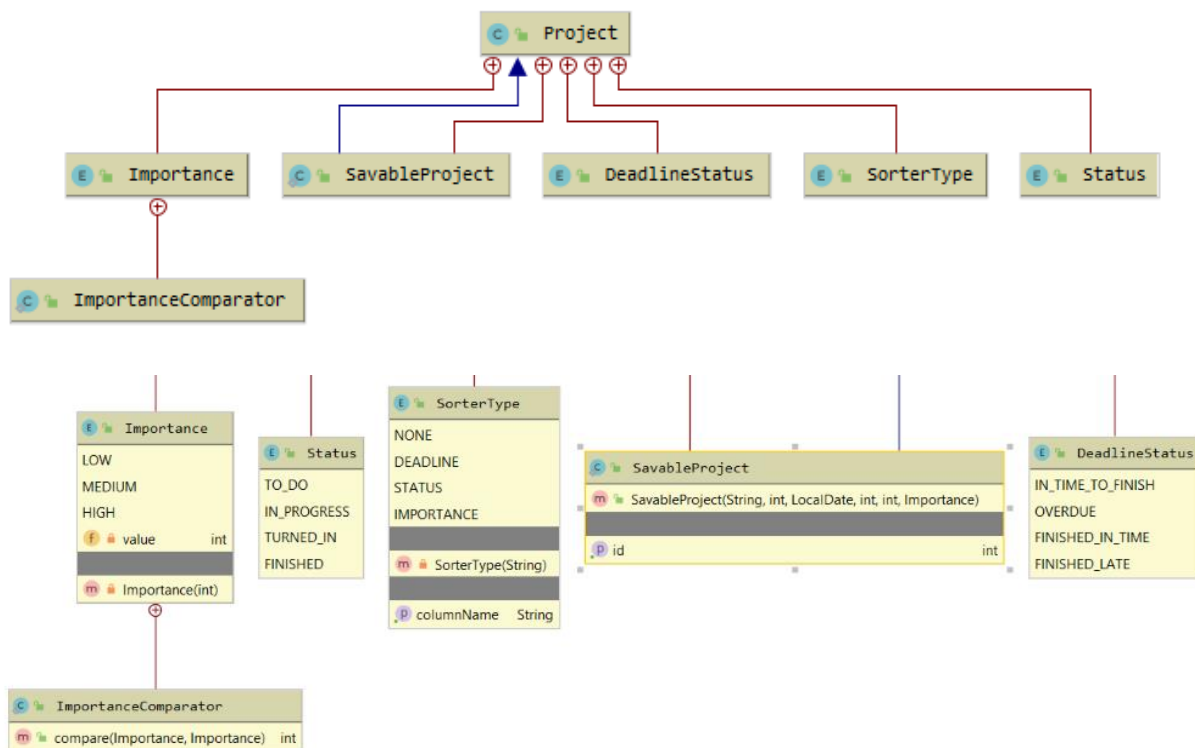 Project
Importance
SavableProject
DeadlineStatus
SorterType
Status
ImportanceComparator
Importance
LOW
MEDIUM
HIGH
value int
Importance(int)
Status
TO_DO
IN_PROGRESS
TURNED_IN
FINISHED
SorterType
NONE
DEADLINE
STATUS
IMPORTANCE
SorterType(String)
columnName String
SavableProject
SavableProject(String, int, LocalDate, int, int, Importance)
id int
DeadlineStatus
IN_TIME_TO_FINISH
OVERDUE
FINISHED_IN_TIME
FINISHED_LATE
ImportanceComparator
compare(Importance, Importance) int